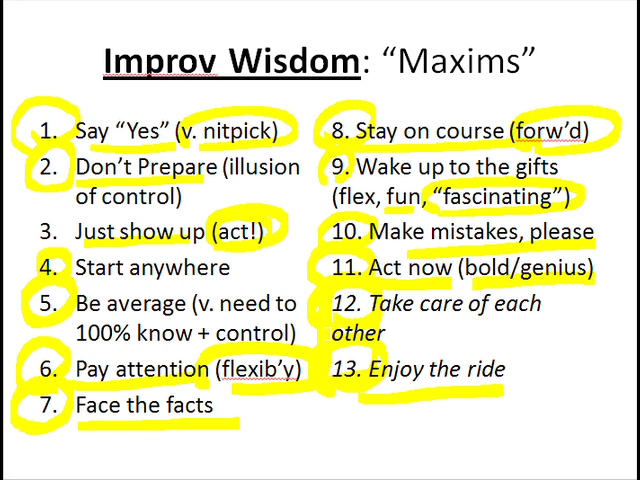 Improv Wisdom: “Maxims”
1. Say “Yes” (v. nitpick)
2. Don’t Prepare (illusion
of control)
3. Just show up (act!)
4. Start anywhere
5. Be average (v. need to
100% know + control)
6. Pay attention (flexib’y)
7. Face the facts
8. Stay on course (forw’d)
9. Wake up to the gifts
(flex, fun, “fascinating”)
10. Make mistakes, please
11. Act now (bold/genius)
12. Take care of each
other
13. Enjoy the ride